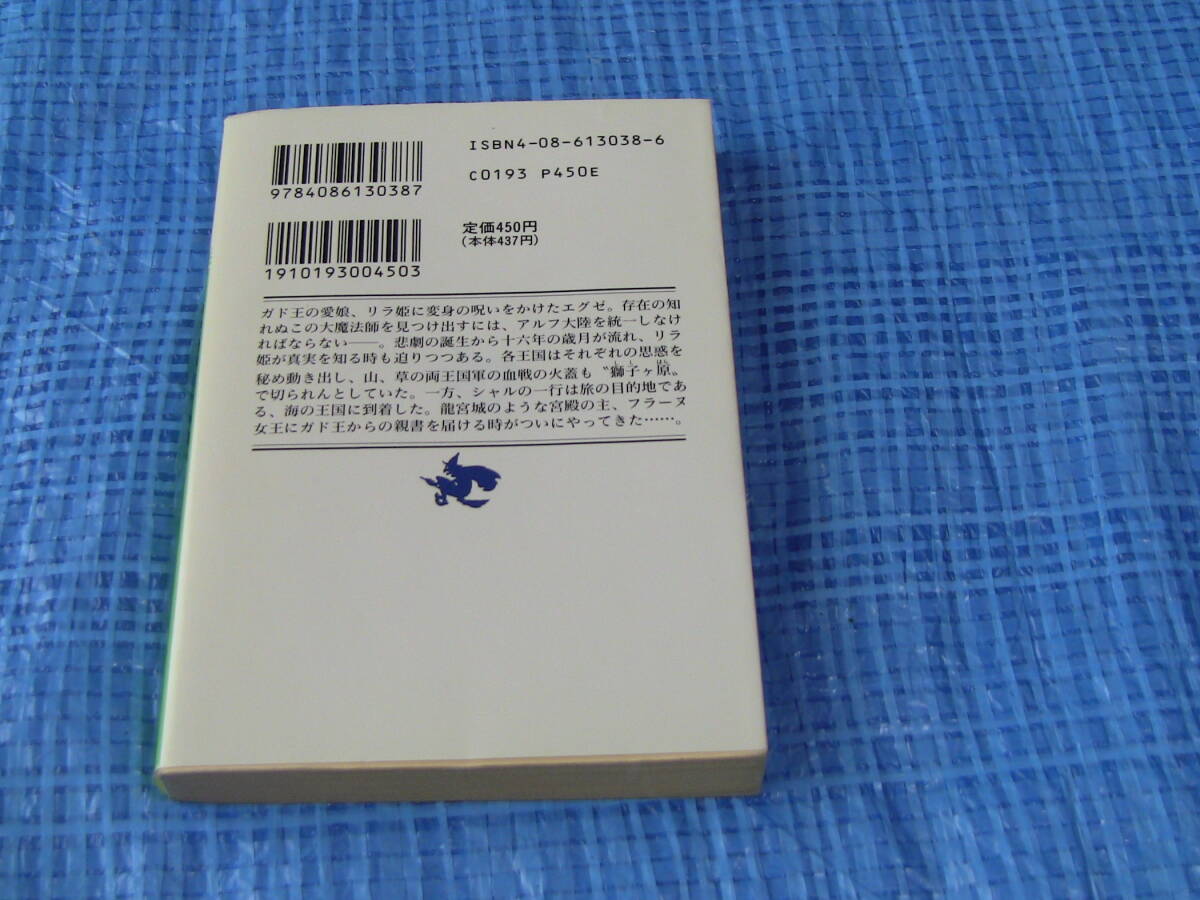 9784086130387
ISBN4-08-613038-6
C0193 P450E
1910193004503
定価450円
(本体437円)
ガド王の愛娘、リラ姫に変身の呪いをかけたエグゼ。存在の知
れぬこの大魔法師を見つけ出すには、アルフ大陸を統一しなけ
ればならない――。悲劇の誕生から十六年の歳月が流れ、リラ
姫が真実を知る時も迫りつつある。各王国はそれぞれの思惑を
秘め動き出し、山、草の両王国軍の血戦の火蓋も〝獅子ヶ原〟
で切られんとしていた。一方、シャルの一行は旅の目的地であ
る、海の王国に到着した。龍宮城のような宮殿の主、フラーヌ
女王にガド王からの親書を届ける時がついにやってきた……。